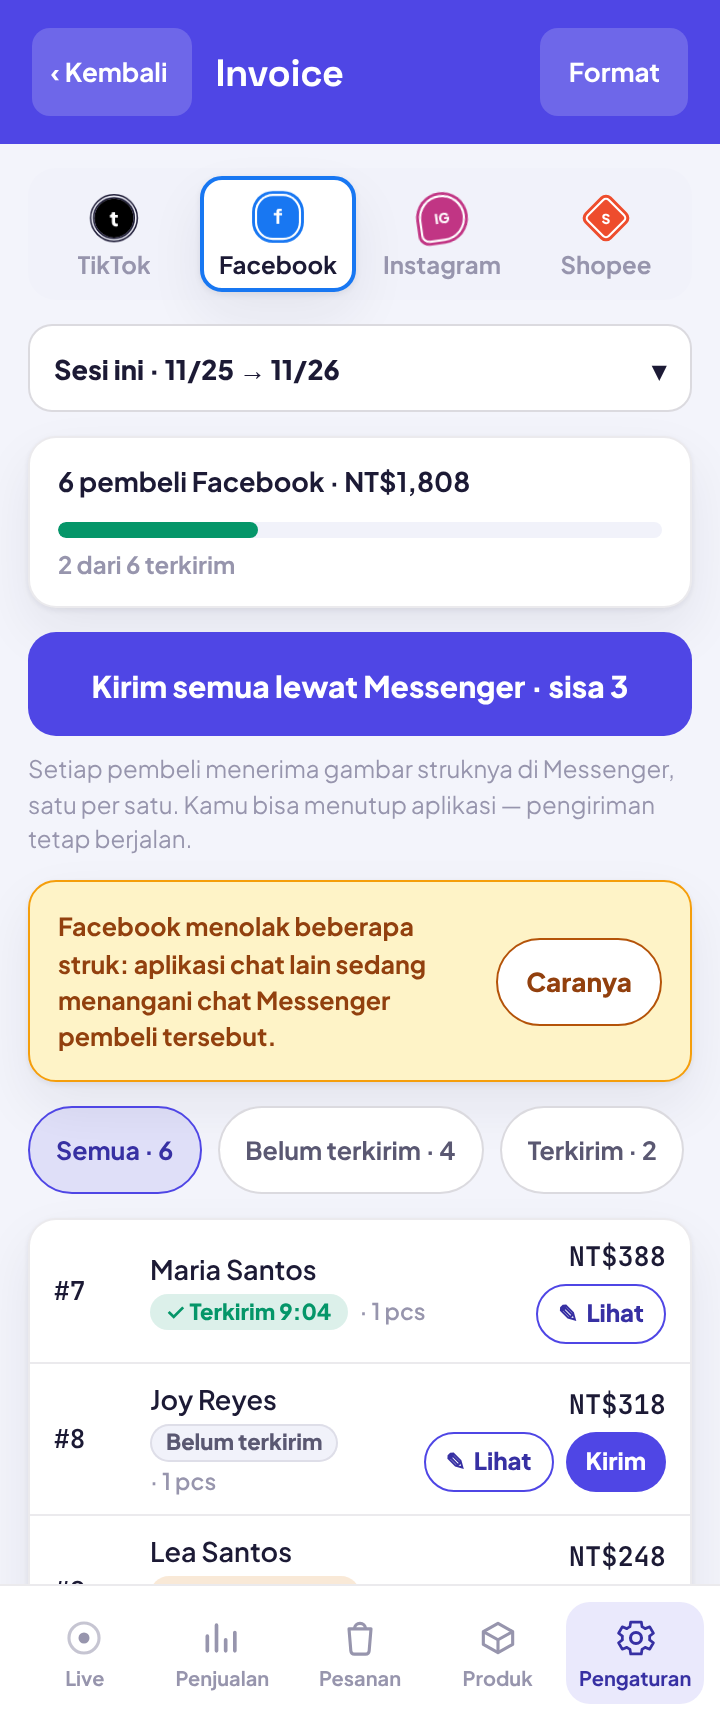 ‹ Kembali
Invoice
Format
t
f
IG
S
TikTok
Facebook
Instagram
Shopee
Sesi ini · 11/25 → 11/26
▼
6 pembeli Facebook · NT$1,808
2 dari 6 terkirim
Kirim semua lewat Messenger · sisa 3
Setiap pembeli menerima gambar struknya di Messenger,
satu per satu. Kamu bisa menutup aplikasi — pengiriman
tetap berjalan.
Facebook menolak beberapa
struk: aplikasi chat lain sedang
menangani chat Messenger
pembeli tersebut.
Caranya
Semua · 6
Belum terkirim · 4
Terkirim · 2
#7
Maria Santos
✓ Terkirim 9:04
· 1 pcs
NT$388
✎ Lihat
#8
Joy Reyes
Belum terkirim
· 1 pcs
NT$318
✎ Lihat
Kirim
Lea Santos
NT$248
Live
Penjualan
Pesanan
Produk
Pengaturan